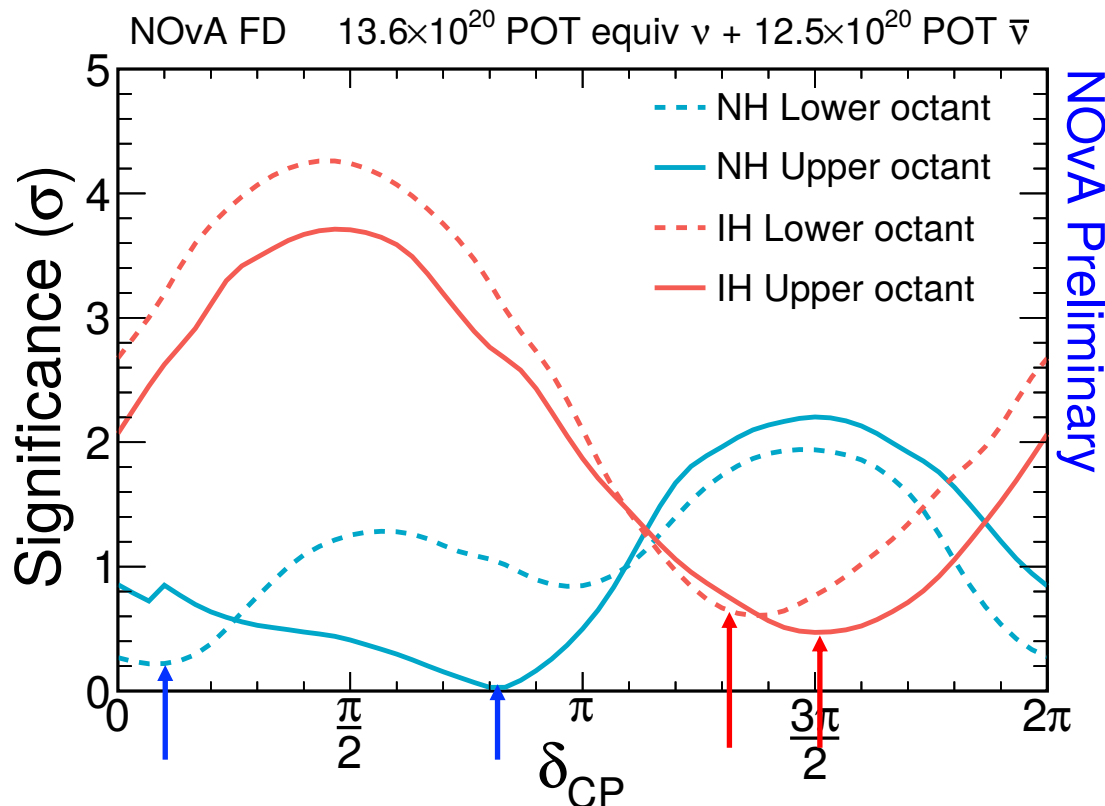 NOvA FD 13.6×10²⁰ POT equiv ν + 12.5×10²⁰ POT ν̅
5
4
3
2
1
0
Significance (σ)
NH Lower octant
NH Upper octant
IH Lower octant
IH Upper octant
NOvA Preliminary
0 π/2 π 3π/2 2π
δCP